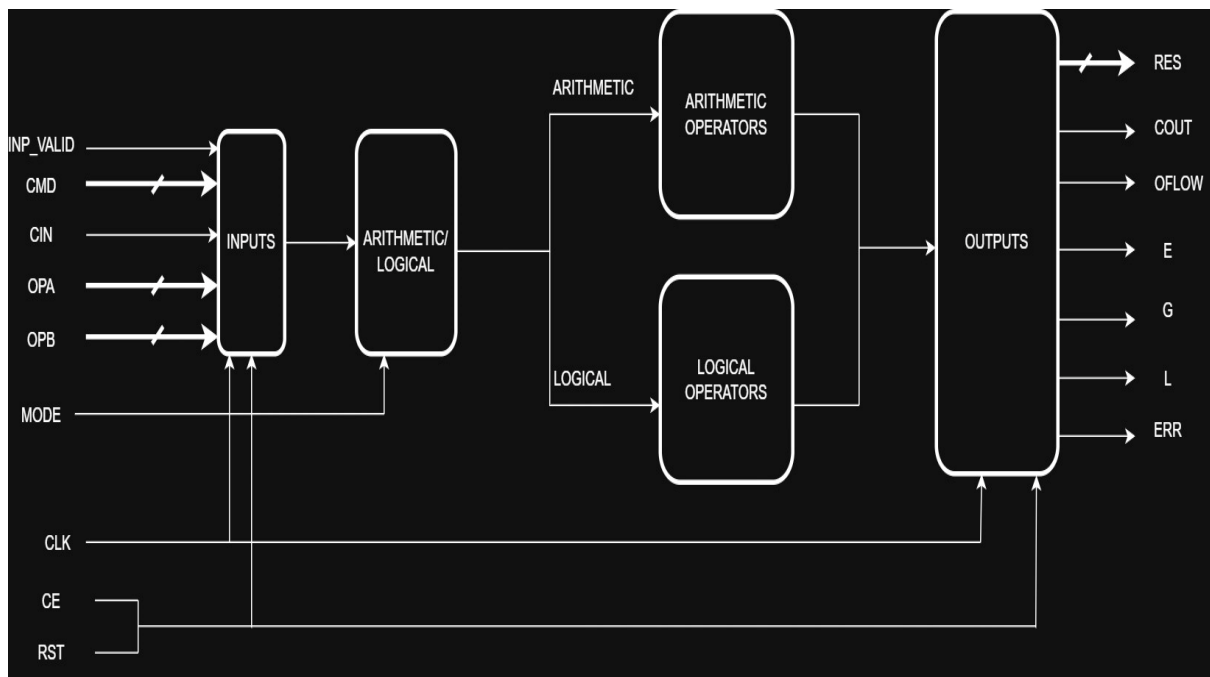 INP_VALID
CMD
CIN
OPA
OPB
MODE
CLK
CE
RST
INPUTS
ARITHMETIC/
LOGICAL
ARITHMETIC
LOGICAL
ARITHMETIC
OPERATORS
LOGICAL
OPERATORS
OUTPUTS
RES
COUT
OFLOW
E
G
L
ERR